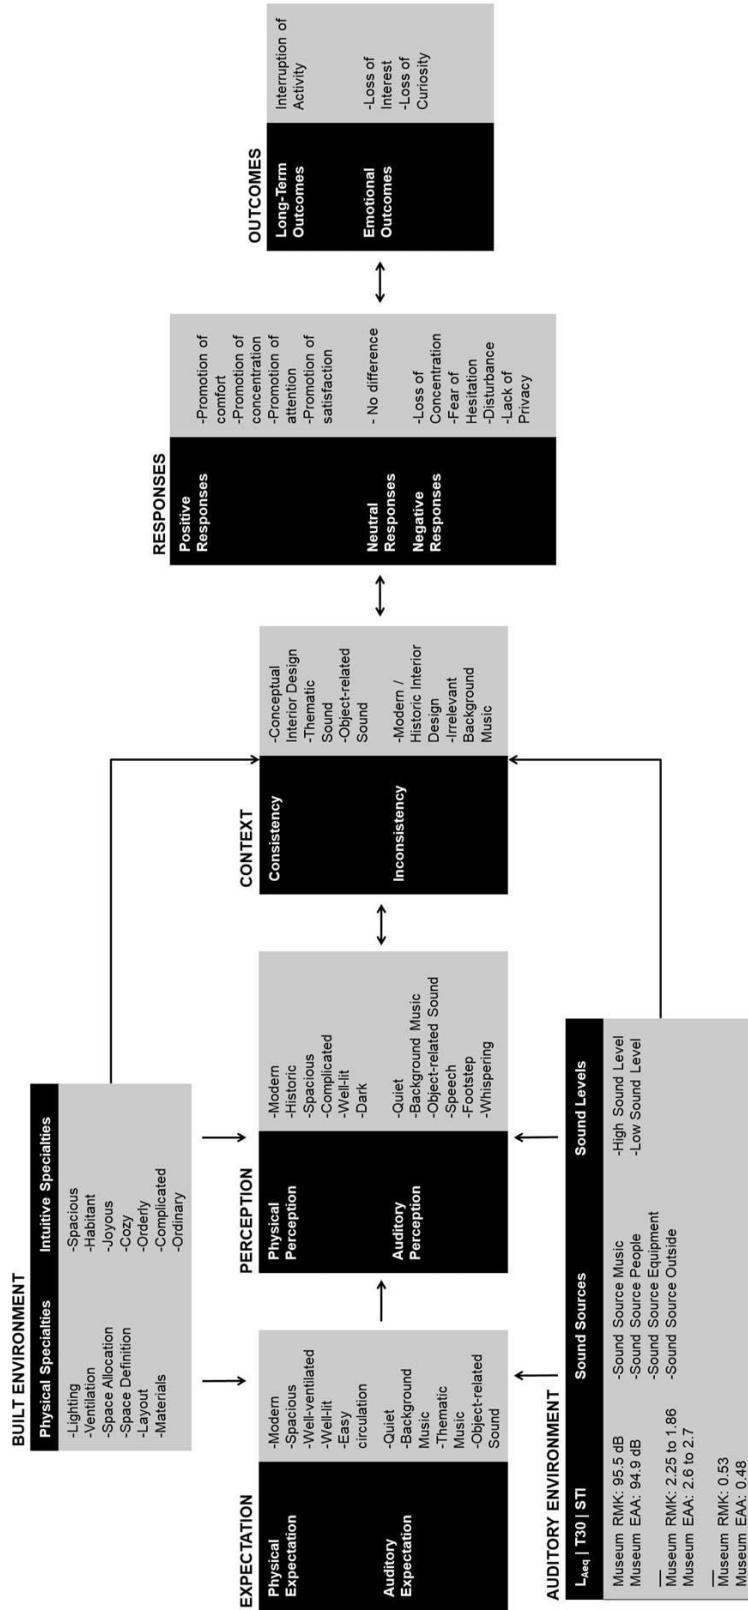 BUILT ENVIRONMENT
Physical Specialties
-Lighting
-Ventilation
-Space Allocation
-Space Definition
-Layout
-Materials
Intuitive Specialties
-Spacious
-Habitant
-Joyous
-Cozy
-Orderly
-Complicated
-Ordinary
EXPECTATION
Physical
Expectation
-Modern
-Spacious
-Well-ventilated
-Well-lit
-Easy
circulation
Auditory
Expectation
-Quiet
-Background
Music
-Thematic
Music
-Object-related
Sound
PERCEPTION
Physical
Perception
-Modern
-Historic
-Spacious
-Complicated
-Well-lit
-Dark
Auditory
Perception
-Quiet
-Background Music
-Object-related Sound
-Speech
-Footstep
-Whispering
CONTEXT
Consistency
-Conceptual
Interior Design
-Thematic
Sound
-Object-related
Sound
Inconsistency
-Modern /
Historic Interior
Design
-Irrelevant
Background
Music
RESPONSES
Positive
Responses
-Promotion of
comfort
-Promotion of
concentration
-Promotion of
attention
-Promotion of
satisfaction
Neutral
Responses
- No difference
Negative
Responses
-Loss of
Concentration
-Fear of
Hesitation
-Disturbance
-Lack of
Privacy
OUTCOMES
Long-Term
Outcomes
Interruption of
Activity
Emotional
Outcomes
-Loss of
Interest
-Loss of
Curiosity
AUDITORY ENVIRONMENT
LAeq | T30 | STI
Museum RMK: 95.5 dB
Museum EAA: 94.9 dB
Museum RMK: 2.25 to 1.86
Museum EAA: 2.6 to 2.7
Museum RMK: 0.53
Museum EAA: 0.48
Sound Sources
-Sound Source Music
-Sound Source People
-Sound Source Equipment
-Sound Source Outside
Sound Levels
-High Sound Level
-Low Sound Level